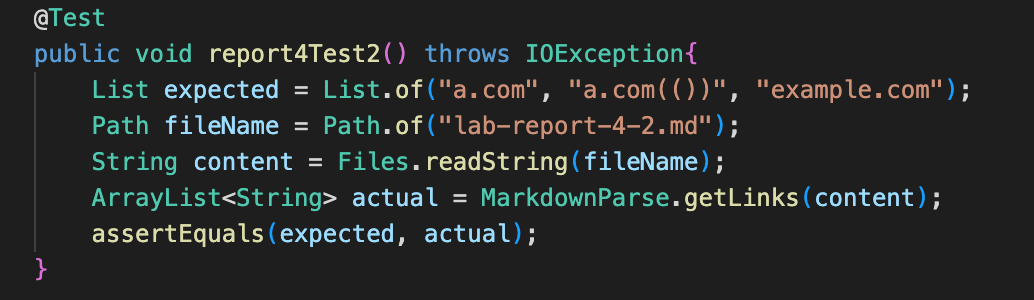 @Test
public void report4Test2() throws IOException{
    List expected = List.of("a.com", "a.com(())", "example.com");
    Path fileName = Path.of("lab-report-4-2.md");
    String content = Files.readString(fileName);
    ArrayList<String> actual = MarkdownParse.getLinks(content);
    assertEquals(expected, actual);
}